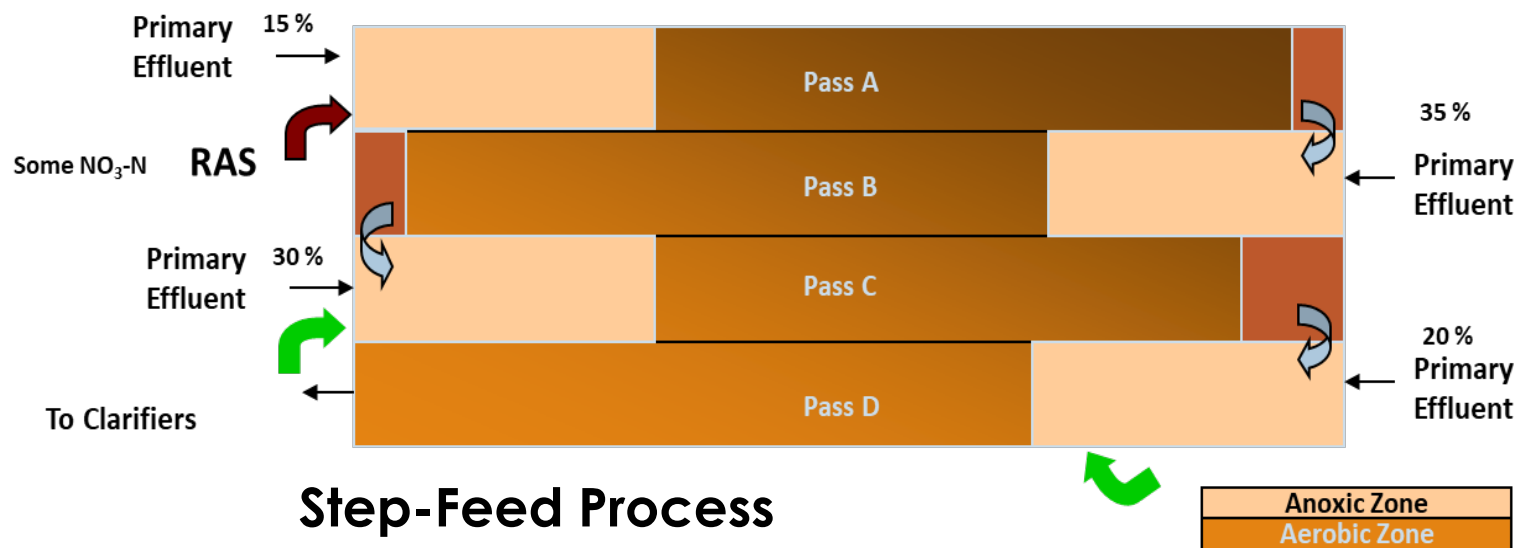 Primary 15 %
Effluent
Pass A
35 %
Some NO₃-N RAS
Pass B
Primary
Effluent
Primary 30 %
Effluent
Pass C
20 %
Primary
Effluent
To Clarifiers
Pass D
Step-Feed Process
Anoxic Zone
Aerobic Zone